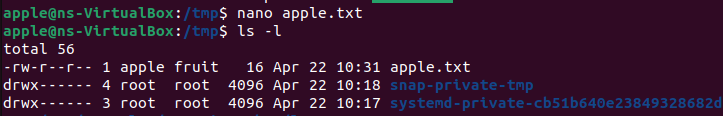 apple@ns-VirtualBox:/tmp$ nano apple.txt
apple@ns-VirtualBox:/tmp$ ls -l
total 56
-rw-r--r-- 1 apple fruit   16 Apr 22 10:31 apple.txt
drwx------ 4 root  root  4096 Apr 22 10:18 snap-private-tmp
drwx------ 3 root  root  4096 Apr 22 10:17 systemd-private-cb51b640e23849328682d